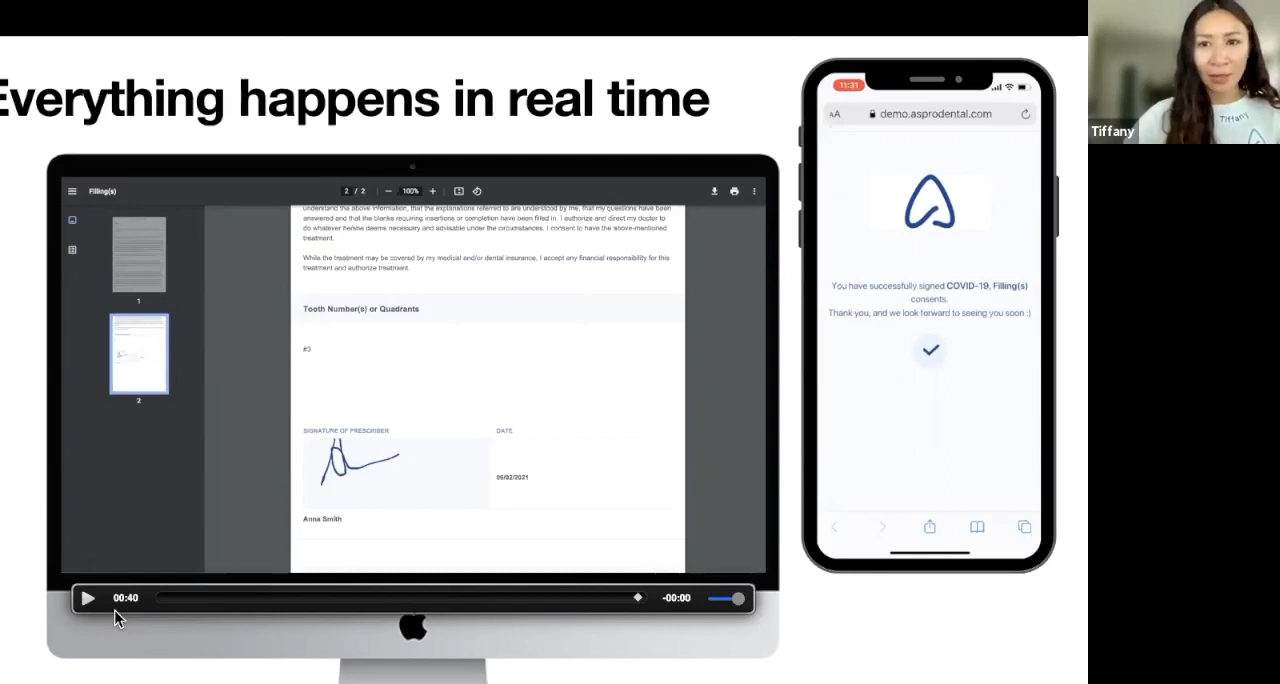 Everything happens in real time
Filling(s)
2 / 2
100%
understand the above information, that the explanations referred to are understood by me, that my questions have been
answered and that the blanks requiring insertions or completion have been filled in. I authorize and direct my doctor to
do whatever he/she deems necessary and advisable under the circumstances. I consent to have the above-mentioned
treatment.
While the treatment may be covered by my medical and/or dental insurance, I accept any financial responsibility for this
treatment and authorize treatment.
Tooth Number(s) or Quadrants
#3
SIGNATURE OF PRESCRIBER
DATE
06/02/2021
Anna Smith
1
2
00:40
-00:00
11:31
AA
demo.asprodental.com
You have successfully signed COVID-19, Filling(s)
consents.
Thank you, and we look forward to seeing you soon :)
Tiffany
Tiffany